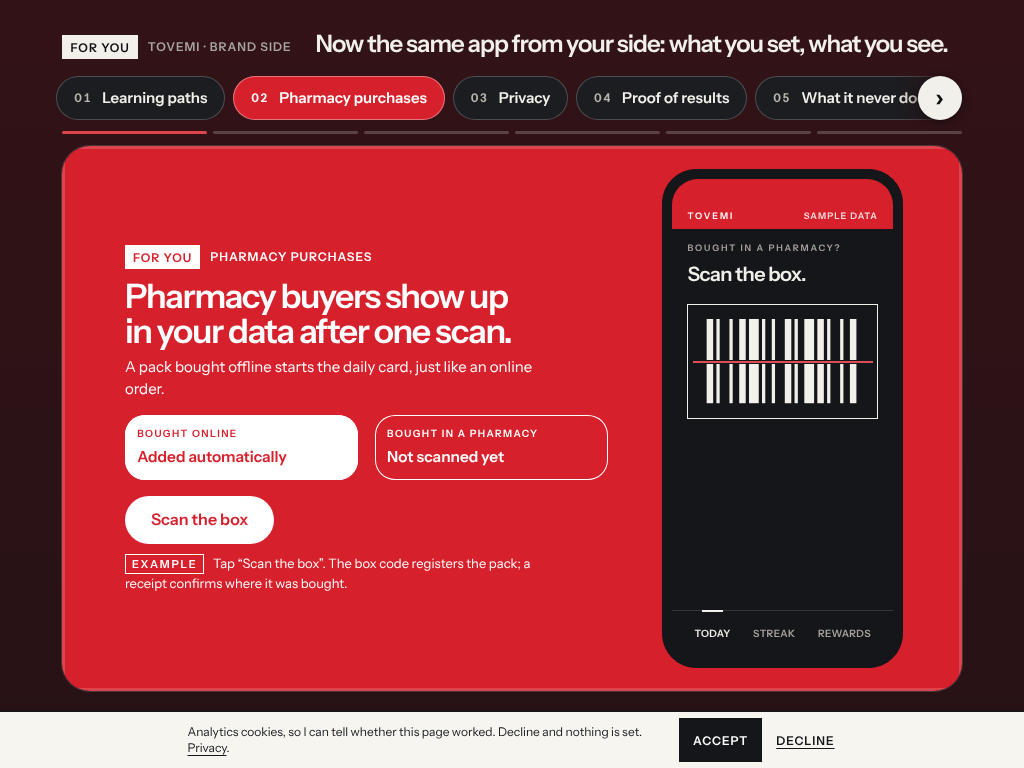 FOR YOU TOVEMI · BRAND SIDE Now the same app from your side: what you set, what you see.
01 Learning paths 02 Pharmacy purchases 03 Privacy 04 Proof of results 05 What it never do ›
FOR YOU PHARMACY PURCHASES
Pharmacy buyers show up
in your data after one scan.
A pack bought offline starts the daily card, just like an online
order.
BOUGHT ONLINE
Added automatically
BOUGHT IN A PHARMACY
Not scanned yet
Scan the box
EXAMPLE Tap “Scan the box”. The box code registers the pack; a
receipt confirms where it was bought.
TOVEMI SAMPLE DATA
BOUGHT IN A PHARMACY?
Scan the box.
TODAY STREAK REWARDS
Analytics cookies, so I can tell whether this page worked. Decline and nothing is set.
Privacy.
ACCEPT DECLINE